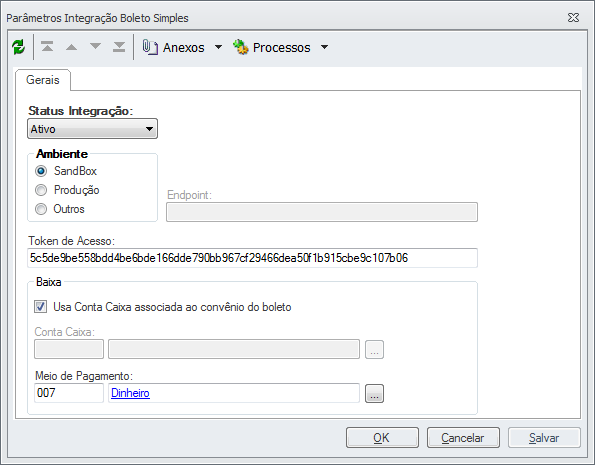 Parâmetros Integração Boleto Simples
Anexos Processos
Gerais
Status Integração:
Ativo
Ambiente
SandBox
Produção
Outros
Endpoint:
Token de Acesso:
5c5de9be558bdd4be6bde166dde790bb967cf29466dea50f1b915cbe9c107b06
Baixa
Usa Conta Caixa associada ao convênio do boleto
Conta Caixa:
...
Meio de Pagamento:
007 Dinheiro ...
OK Cancelar Salvar